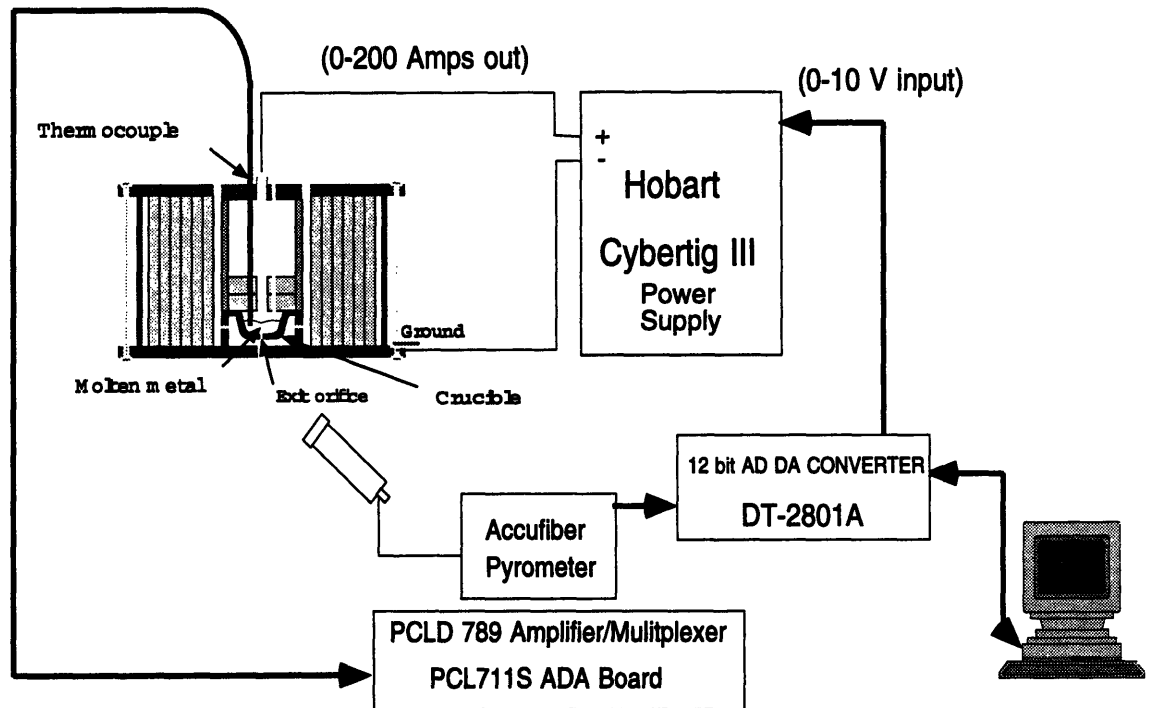 (0-200 Amps out)
(0-10 V input)
Thermocouple
+
-
Hobart
Cybertig III
Power
Supply
Ground
Molten metal
Exit orifice
Crucible
12 bit AD DA CONVERTER
DT-2801A
Accufiber
Pyrometer
PCLD 789 Amplifier/Mulitplexer
PCL711S ADA Board